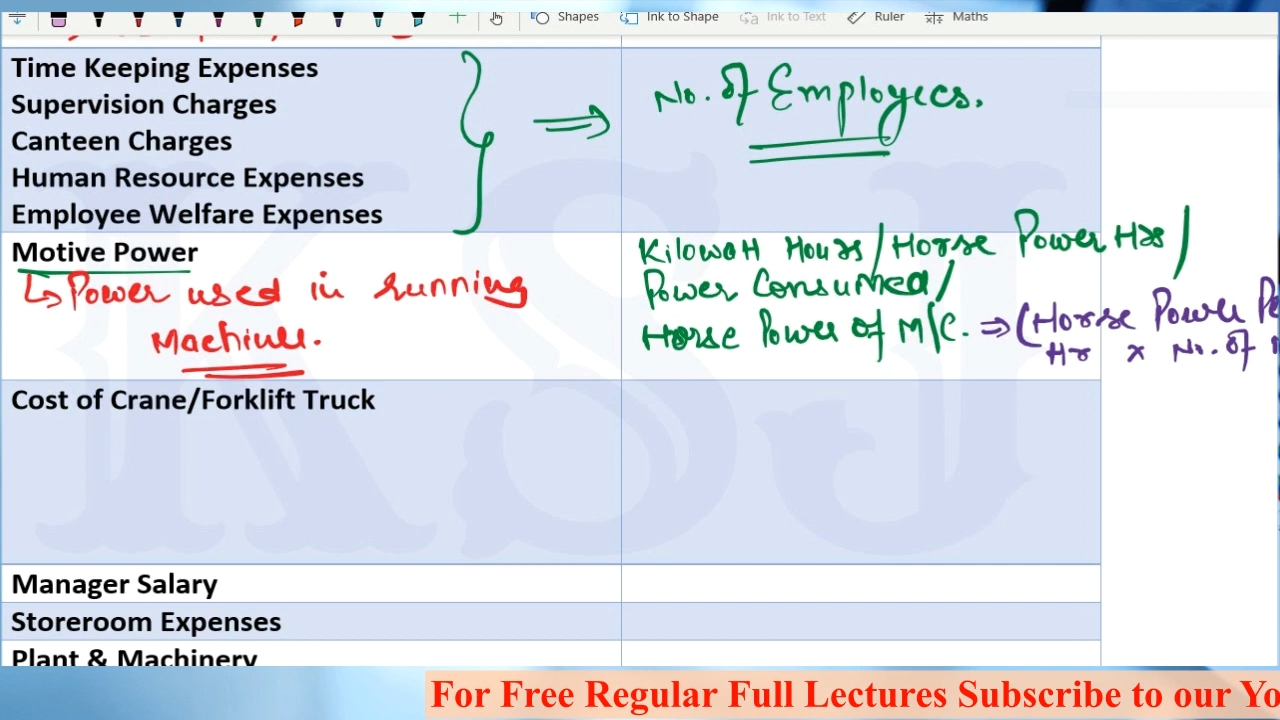 Shapes Ink to Shape Ink to Text Ruler Maths
Time Keeping Expenses
Supervision Charges
Canteen Charges
Human Resource Expenses
Employee Welfare Expenses
No. of Employees.
Motive Power
↳ Power used in running
Machines.
Kilowatt Hours / Horse Power Hrs /
Power Consumed /
Horse Power of M/C. ⇒ (Horse Power
Hr x No. of
Cost of Crane/Forklift Truck
Manager Salary
Storeroom Expenses
Plant & Machinery
KSJ
For Free Regular Full Lectures Subscribe to our Yo